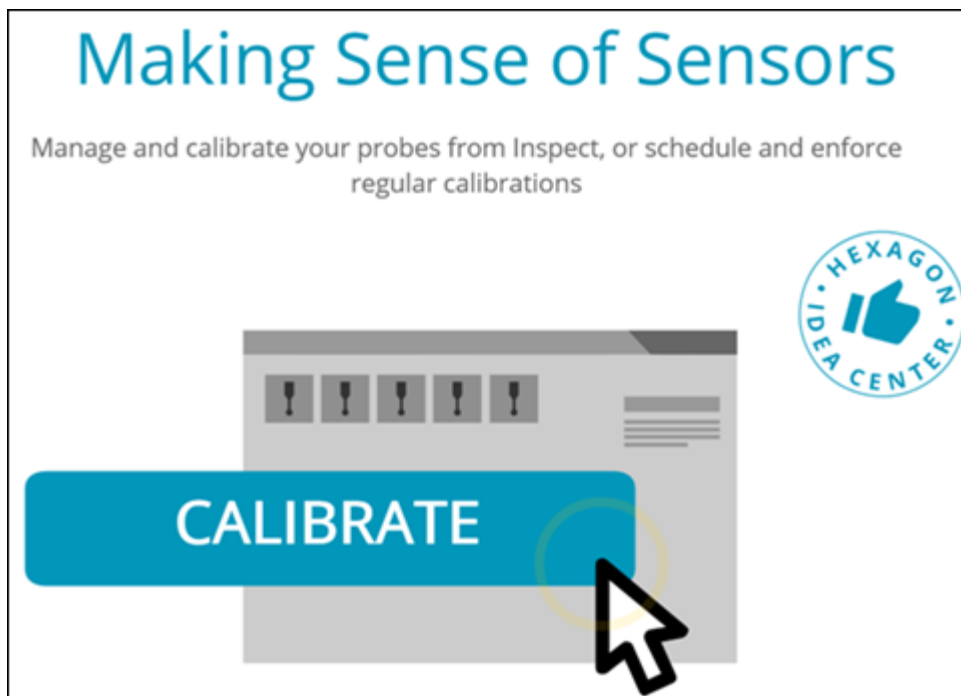 Making Sense of Sensors
Manage and calibrate your probes from Inspect, or schedule and enforce
regular calibrations
• HEXAGON •
IDEA CENTER
CALIBRATE